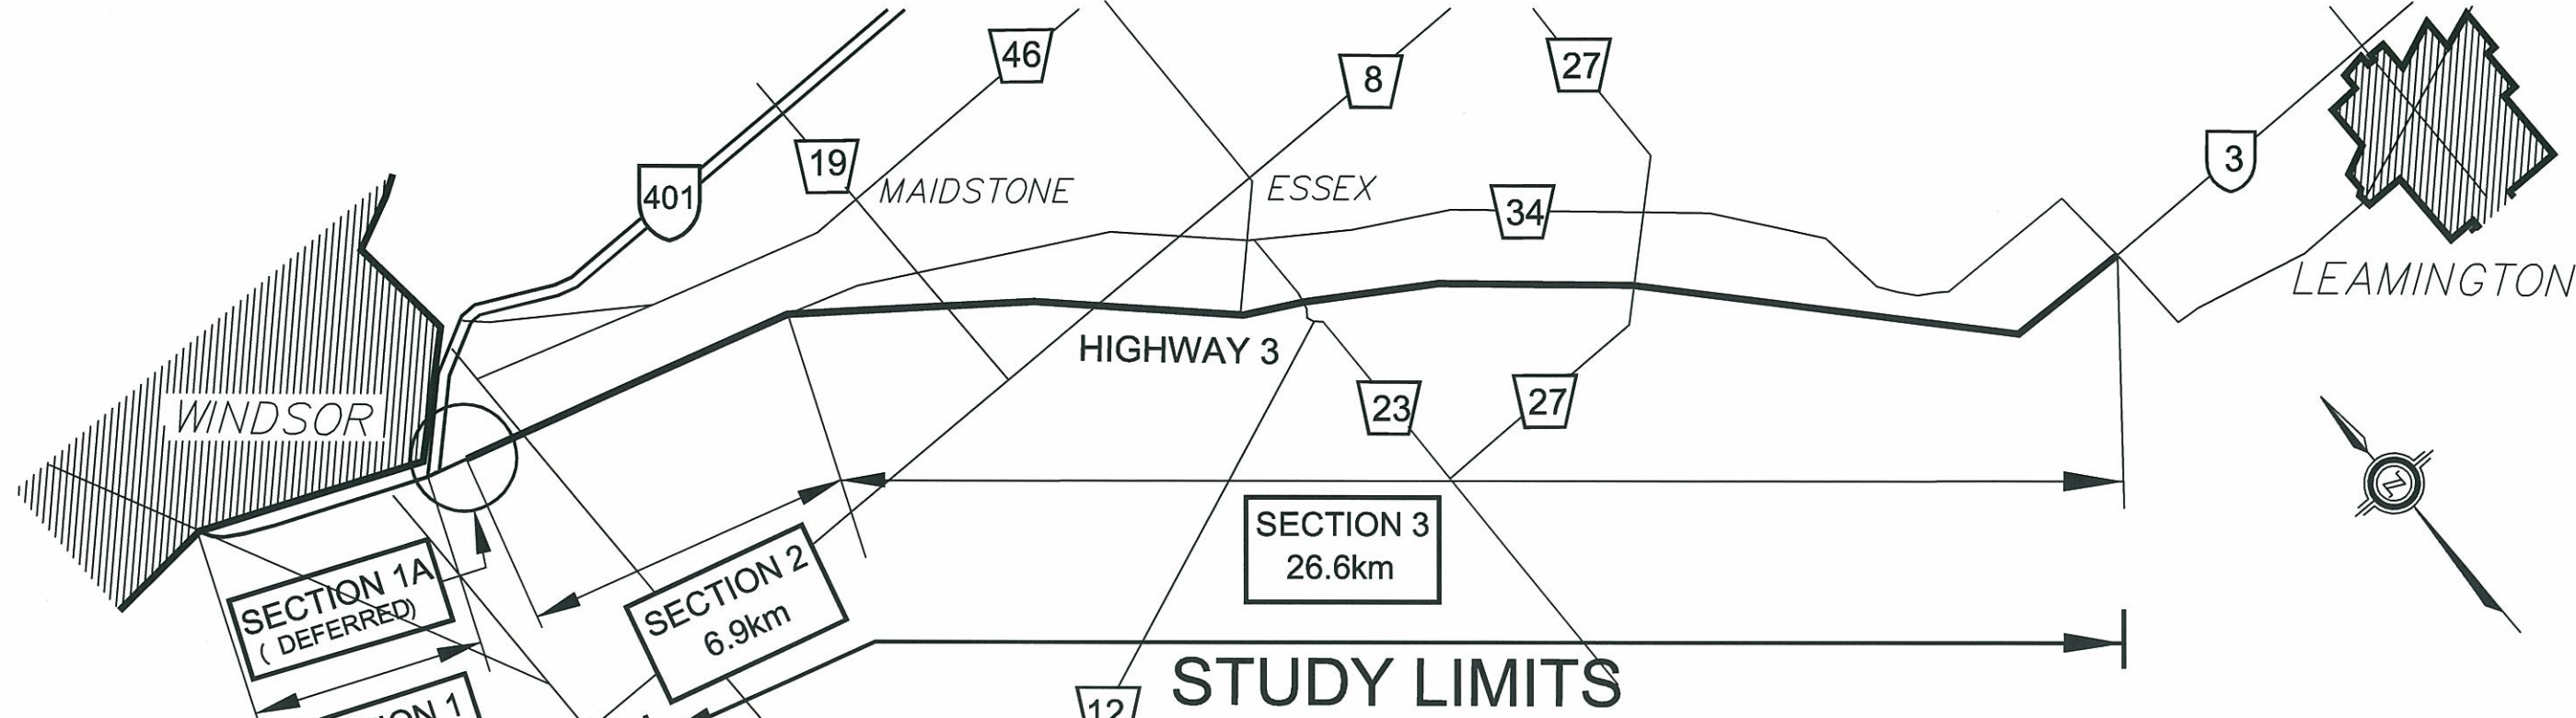 46
8
27
19
401
3
MAIDSTONE
ESSEX
34
LEAMINGTON
HIGHWAY 3
WINDSOR
23
27
SECTION 3
26.6km
SECTION 1A
( DEFERRED)
SECTION 2
6.9km
STUDY LIMITS
12
N